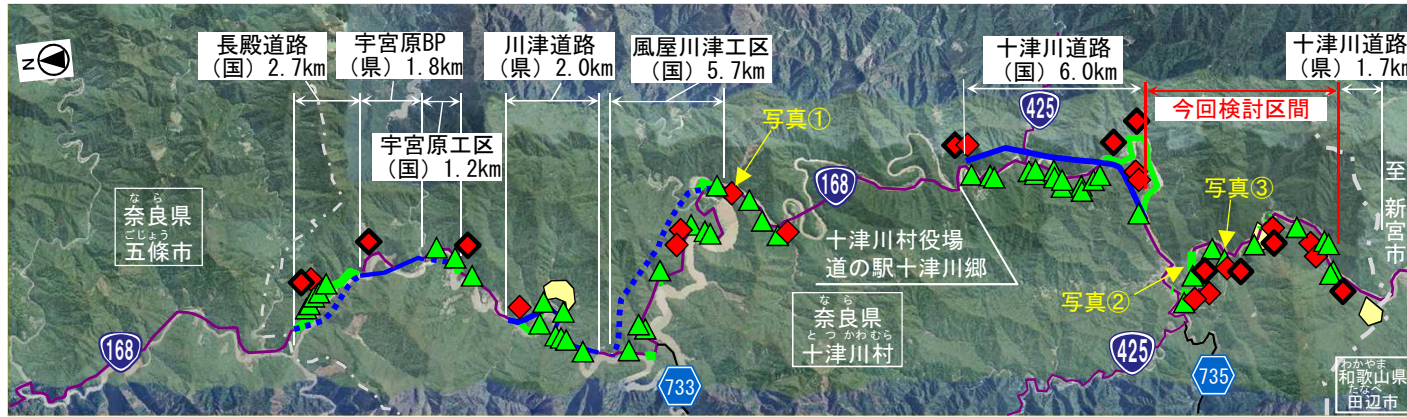 N
長殿道路
（国）2.7km
宇宮原BP
（県）1.8km
宇宮原工区
（国）1.2km
川津道路
（県）2.0km
風屋川津工区
（国）5.7km
十津川道路
（国）6.0km
今回検討区間
十津川道路
（県）1.7km
写真①
写真②
写真③
425
168
168
425
733
735
なら
奈良県
ごじょう
五條市
十津川村役場
道の駅十津川郷
なら
奈良県
とつかわむら
十津川村
至
新
宮
市
わかやま
和歌山県
たなべ
田辺市